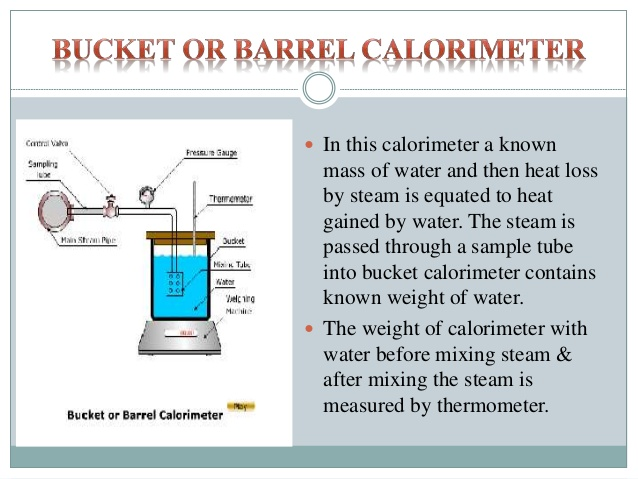 BUCKET OR BARREL CALORIMETER
Control Valve
Sampling
Tube
Pressure Gauge
Thermometer
Main Steam Pipe
Bucket
Mixing Tube
Water
Weighning
Machine
Bucket or Barrel Calorimeter
Play
In this calorimeter a known
mass of water and then heat loss
by steam is equated to heat
gained by water. The steam is
passed through a sample tube
into bucket calorimeter contains
known weight of water.
The weight of calorimeter with
water before mixing steam &
after mixing the steam is
measured by thermometer.